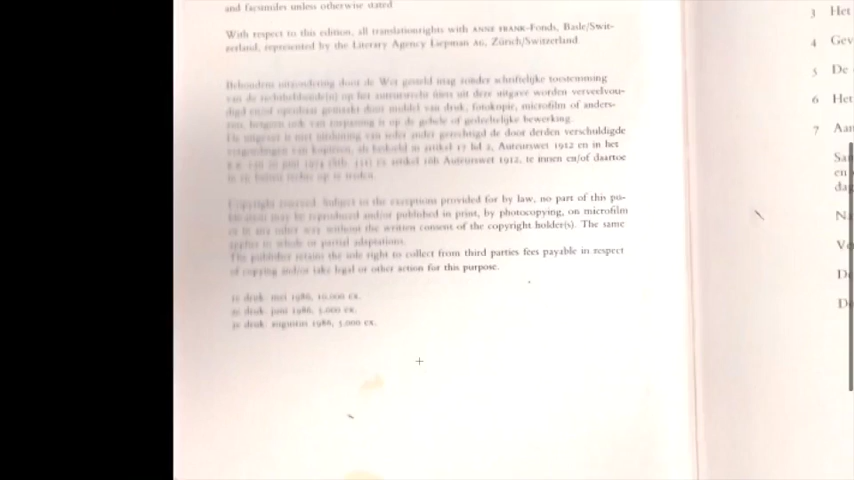 and facsimiles unless otherwise stated
With respect to this edition, all translationrights with ANNE FRANK-Fonds, Basle/Swit-
zerland, represented by the Literary Agency Liepman AG, Zürich/Switzerland
Behoudens uitzondering door de Wet gesteld mag zonder schriftelijke toestemming
van de rechthebbende(n) op het auteursrecht niets uit deze uitgave worden verveelvou-
digd en/of openbaar gemaakt door middel van druk, fotokopie, microfilm of anders-
zins, hetgeen ook van toepassing is op de gehele of gedeeltelijke bewerking.
De uitgever is met uitsluiting van ieder ander gerechtigd de door derden verschuldigde
vergoedingen van kopiëren, als bedoeld in artikel 17 lid 2, Auteurswet 1912 en in het
K.B. van 20 juni 1974 (Stb. 351) ex artikel 16b Auteurswet 1912, te innen en/of daartoe
in en buiten rechte op te treden.
Copyright reserved. Subject to the exceptions provided for by law, no part of this pu-
blication may be reproduced and/or published in print, by photocopying, on microfilm
or in any other way without the written consent of the copyright holder(s). The same
applies to whole or partial adaptations.
The publisher retains the sole right to collect from third parties fees payable in respect
of copying and/or take legal or other action for this purpose.
1e druk: mei 1986, 10.000 ex.
2e druk: juni 1986, 5.000 ex.
3e druk: augustus 1986, 5.000 ex.
3 Het
4 Gev
5 De
6 Het
7 Aan
Sa
en
dag
Na
Ve
De
D